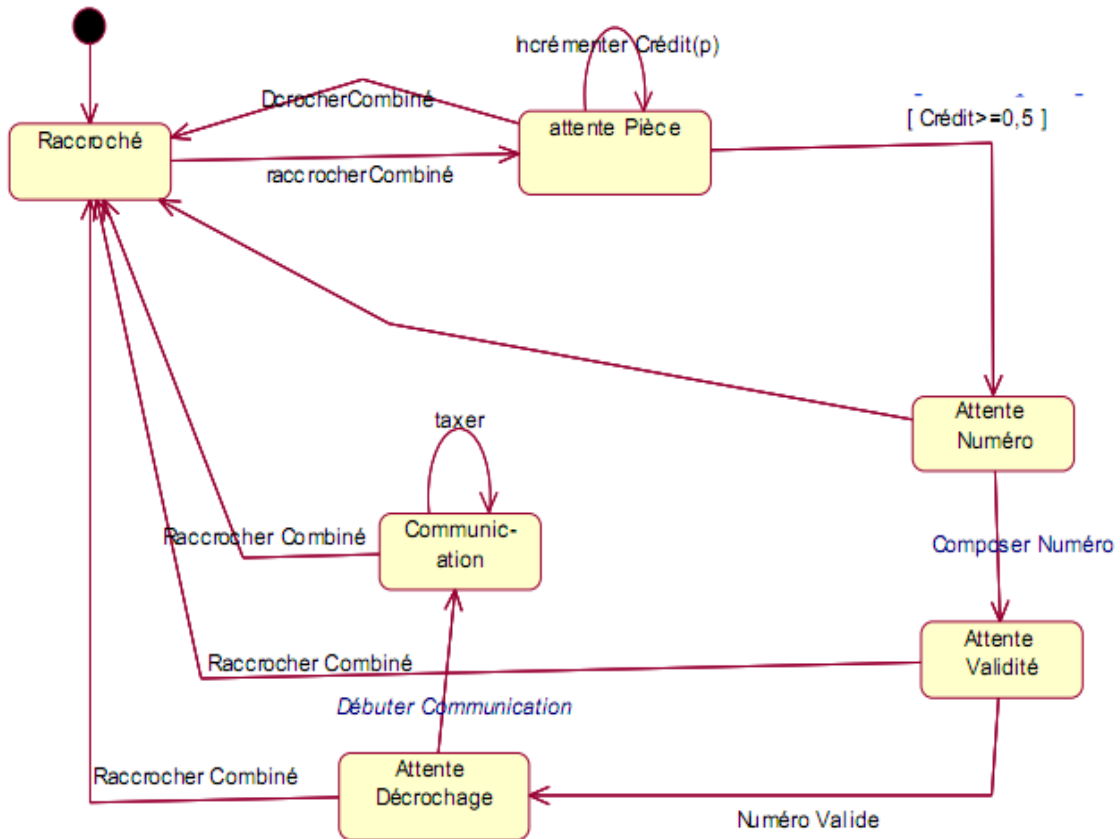 Incrémenter Crédit(p)
DcrocherCombiné
[ Crédit>=0,5 ]
Raccroché
attente Pièce
raccrocherCombiné
Attente
Numéro
taxer
Communic-
ation
Raccrocher Combiné
Composer Numéro
Attente
Validité
Raccrocher Combiné
Débuter Communication
Attente
Décrochage
Raccrocher Combiné
Numéro Valide